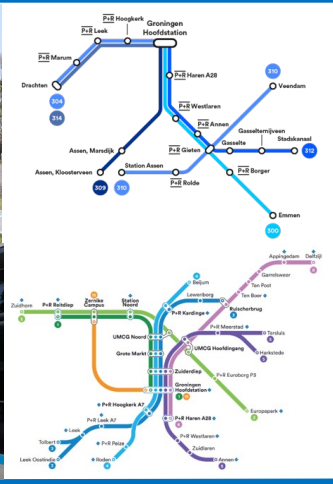 P+R Hoogkerk
Groningen
Hoofdstation
P+R Leek
P+R Marum
P+R Haren A28
Drachten
304
314
310
Veendam
P+R Westlaren
P+R Annen
Gasselternijveen
Gasselte
Stadskanaal
312
Assen, Marsdijk
P+R Gieten
Station Assen
Assen, Kloosterveen
309
310
P+R Rolde
P+R Borger
Emmen
300
Appingedam
Delfzijl
Garrelsweer
Beijum
Ten Post
Lewenborg
Ten Boer
Zuidhorn
P+R Reitdiep
Zernike
Campus
Station
Noord
P+R Kardinge
Ruischerbrug
P+R Meerstad
Tersluis
UMCG Noord
UMCG Hoofdingang
Grote Markt
Harkstede
Zuiderdiep
P+R Euroborg P3
Groningen
Hoofdstation
P+R Hoogkerk A7
Europapark
P+R Leek A7
P+R Haren A28
Leek
Tolbert
P+R Peize
P+R Westlaren
Zuidlaren
Leek Oostindie
Roden
Annen